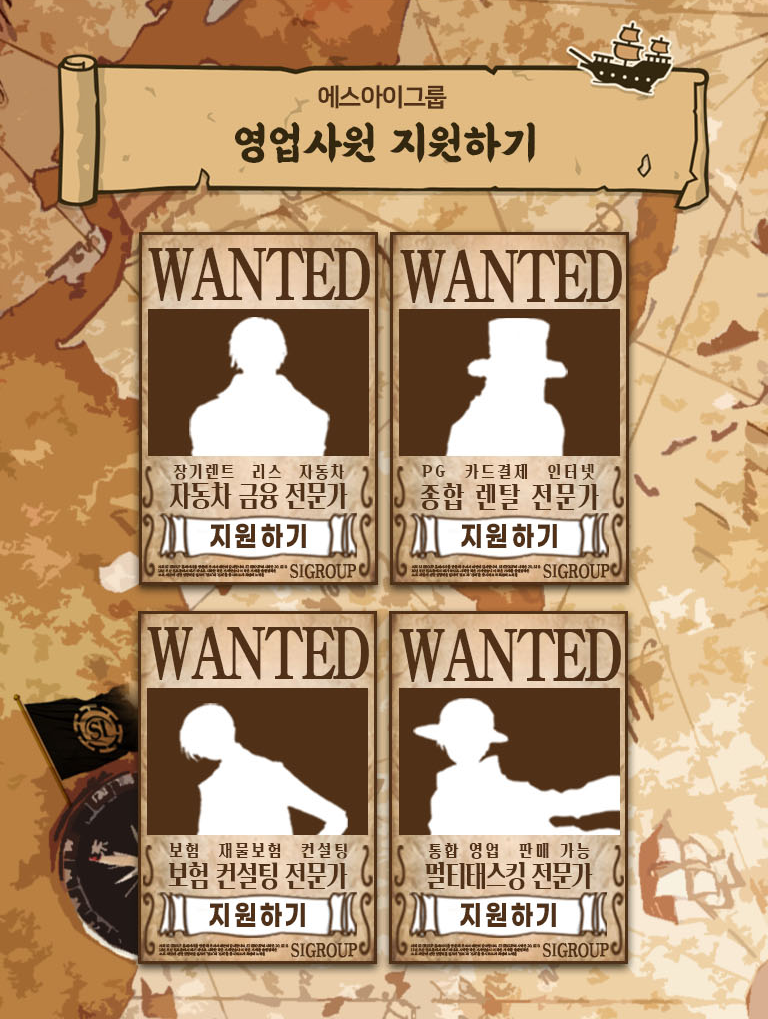 에스아이그룹
영업사원 지원하기
WANTED
장기렌트 리스 자동차
자동차 금융 전문가
지원하기
SIGROUP
WANTED
PG 카드결제 인터넷
종합 렌탈 전문가
지원하기
SIGROUP
SI
WANTED
보험 재물보험 컨설팅
보험 컨설팅 전문가
지원하기
SIGROUP
WANTED
통합 영업 판매 가능
멀티태스킹 전문가
지원하기
SIGROUP